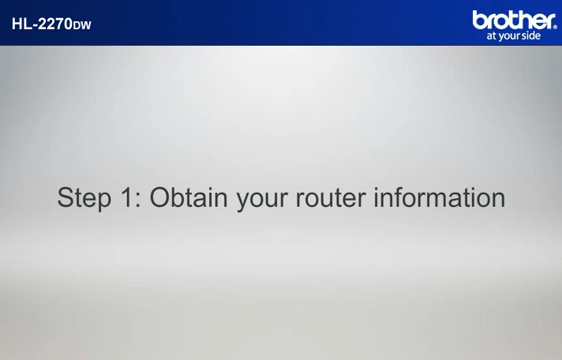 HL-2270DW
brother.
at your side
Step 1: Obtain your router information